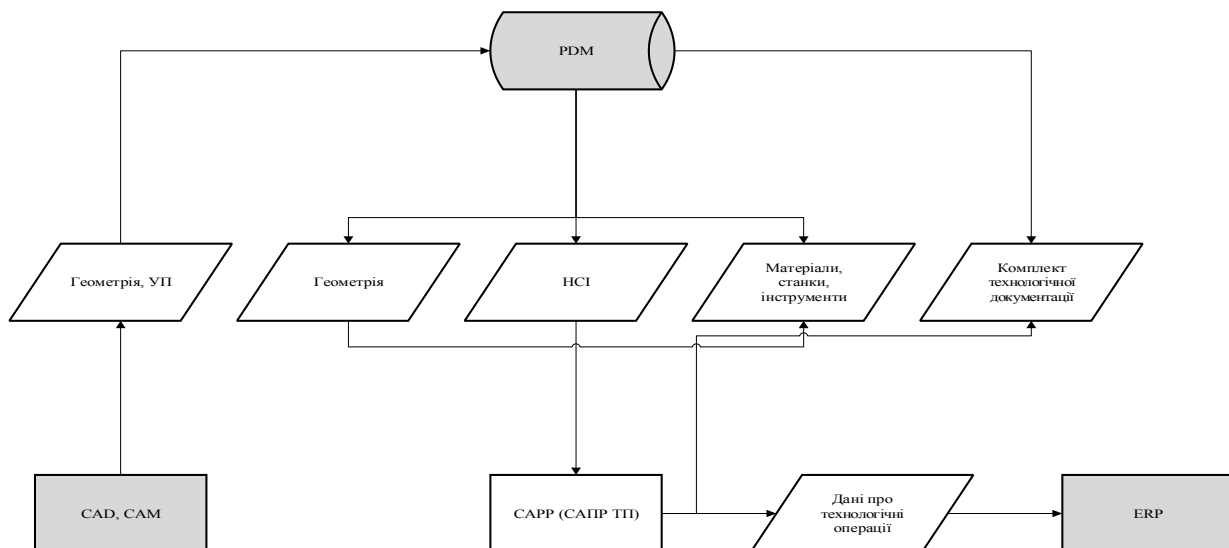 PDM
Геометрія, УП
Геометрія
НСІ
Матеріали,
станки,
інструменти
Комплект
технологічної
документації
CAD, CAM
CAPP (САПР ТП)
Дані про
технологічні
операції
ERP